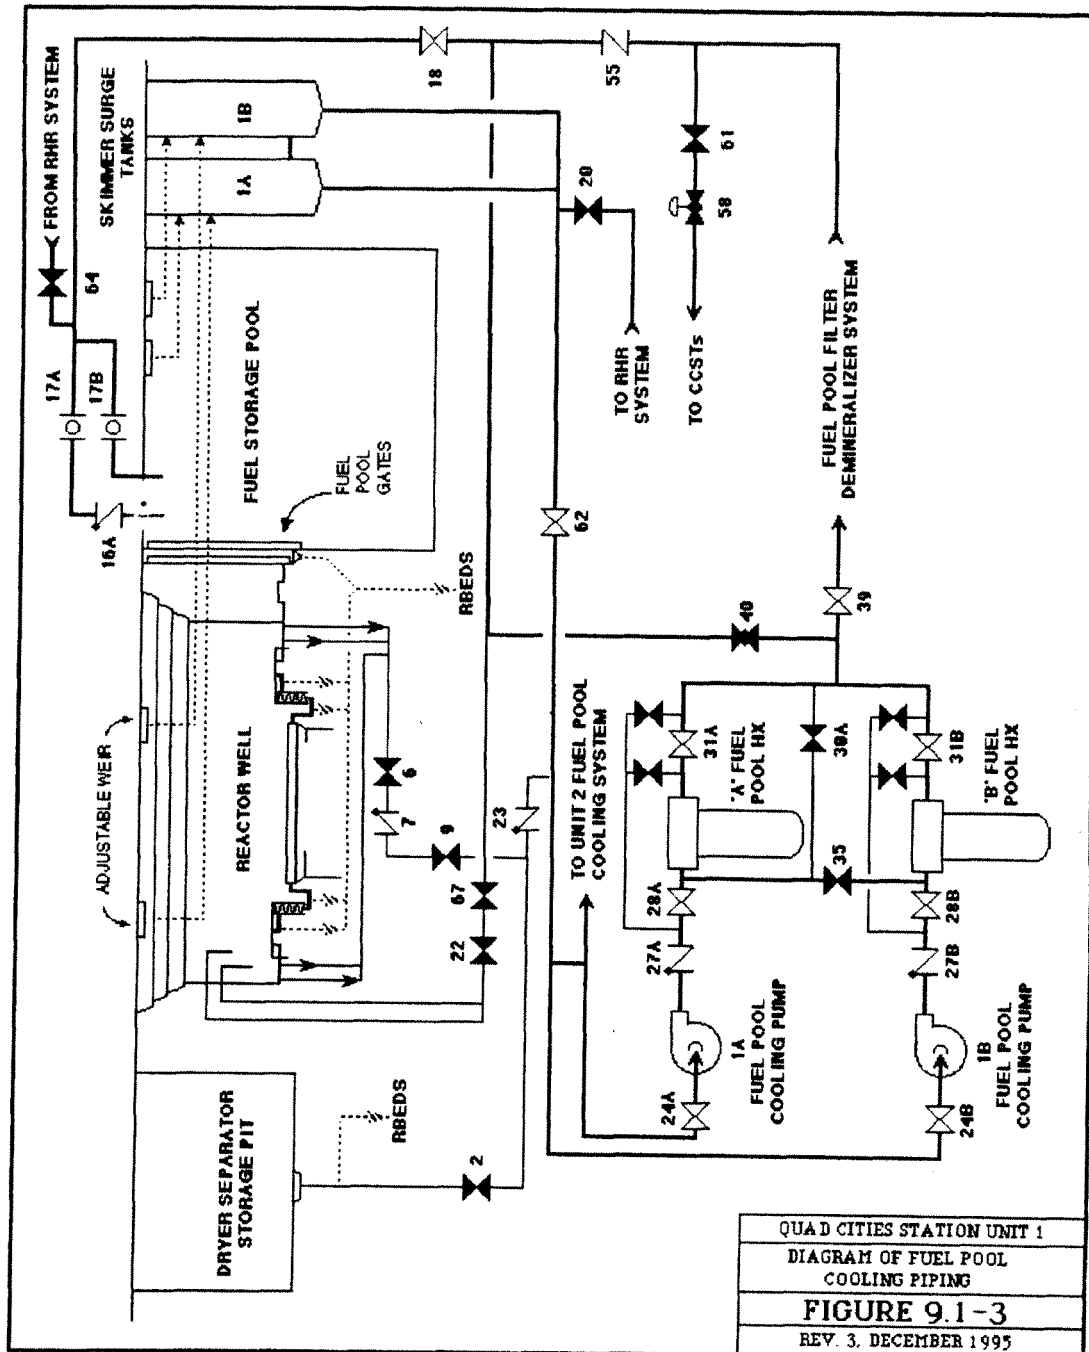 FROM RHR SYSTEM
64
17A
17B
16A
SKIMMER SURGE
TANKS
1A
1B
18
55
61
58
20
TO RHR
SYSTEM
TO CCSTs
FUEL POOL FILTER
DEMINERALIZER SYSTEM
FUEL STORAGE POOL
FUEL
POOL
GATES
62
RBEDS
ADJUSTABLE WEIR
REACTOR WELL
6
7
9
67
22
23
40
39
TO UNIT 2 FUEL POOL
COOLING SYSTEM
31A
"A" FUEL
POOL HX
38A
31B
"B" FUEL
POOL HX
35
28A
27A
28B
27B
1A
FUEL POOL
COOLING PUMP
24A
1B
FUEL POOL
COOLING PUMP
24B
DRYER SEPARATOR
STORAGE PIT
RBEDS
2
QUAD CITIES STATION UNIT 1
DIAGRAM OF FUEL POOL
COOLING PIPING
FIGURE 9.1-3
REV. 3, DECEMBER 1995